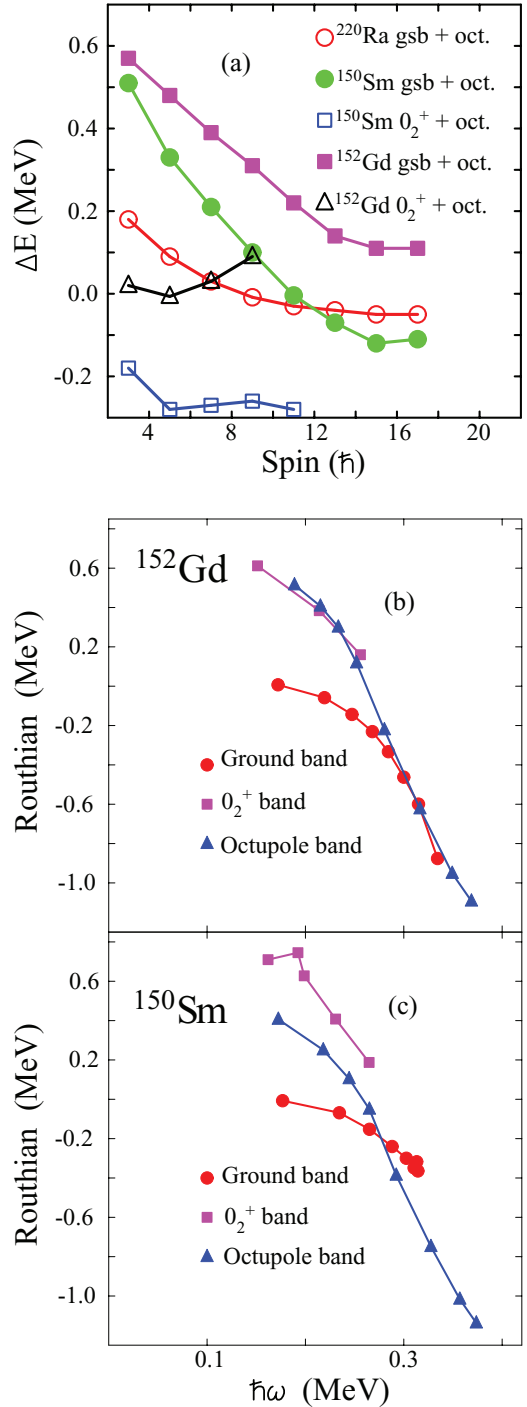 (a)
²²⁰Ra gsb + oct.
¹⁵⁰Sm gsb + oct.
¹⁵⁰Sm 0₂⁺ + oct.
¹⁵²Gd gsb + oct.
¹⁵²Gd 0₂⁺ + oct.
ΔE (MeV)
0.6
0.4
0.2
0.0
-0.2
4 8 12 16 20
Spin (ℏ)
¹⁵²Gd
(b)
Routhian (MeV)
0.6
0.2
-0.2
-0.6
-1.0
Ground band
0₂⁺ band
Octupole band
¹⁵⁰Sm
(c)
Routhian (MeV)
0.6
0.2
-0.2
-0.6
-1.0
Ground band
0₂⁺ band
Octupole band
0.1 0.3
ℏω (MeV)